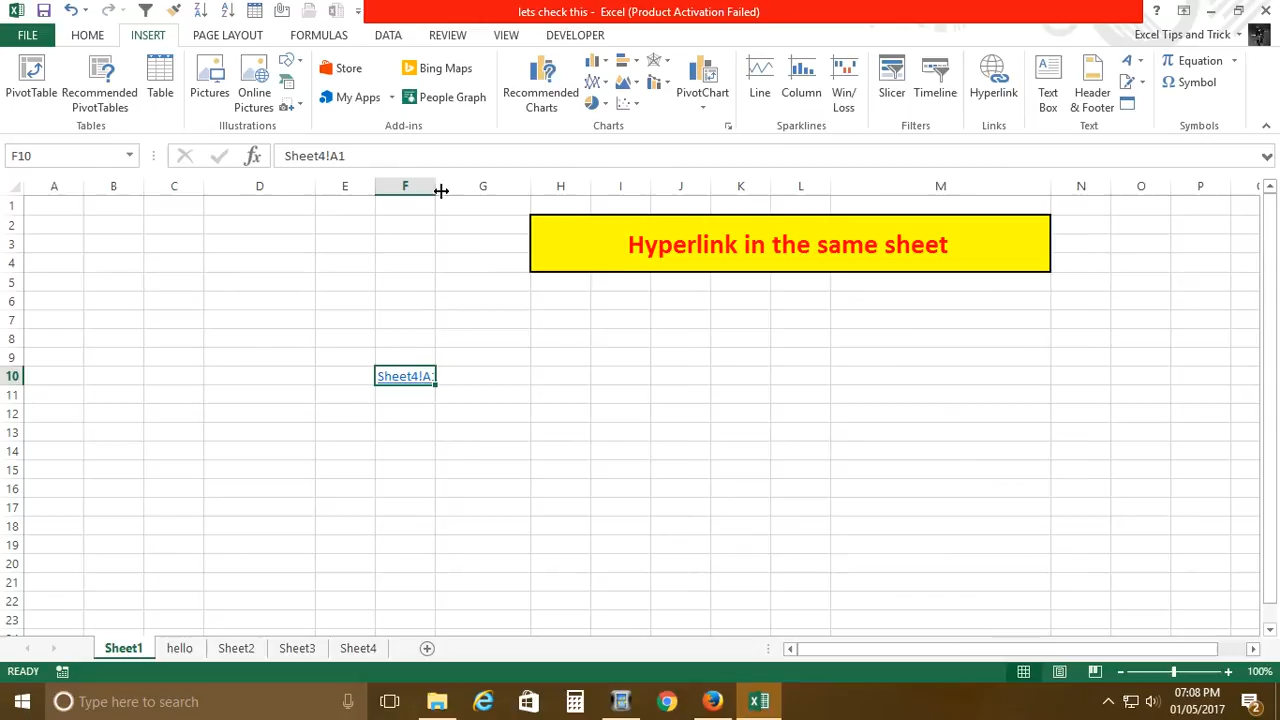 lets check this - Excel (Product Activation Failed)
FILE HOME INSERT PAGE LAYOUT FORMULAS DATA REVIEW VIEW DEVELOPER Excel Tips and Trick
PivotTable Recommended PivotTables Table Pictures Online Pictures Store My Apps Bing Maps People Graph Recommended Charts PivotChart Line Column Win/ Loss Slicer Timeline Hyperlink Text Box Header & Footer Equation Symbol
Tables Illustrations Add-ins Charts Sparklines Filters Links Text Symbols
F10 fx Sheet4!A1
A B C D E F G H I J K L M N O P
1
2
3 Hyperlink in the same sheet
4
5
6
7
8
9
10 Sheet4!A1
11
12
13
14
15
16
17
18
19
20
21
22
23
Sheet1 hello Sheet2 Sheet3 Sheet4
READY 100%
Type here to search 07:08 PM
01/05/2017 2